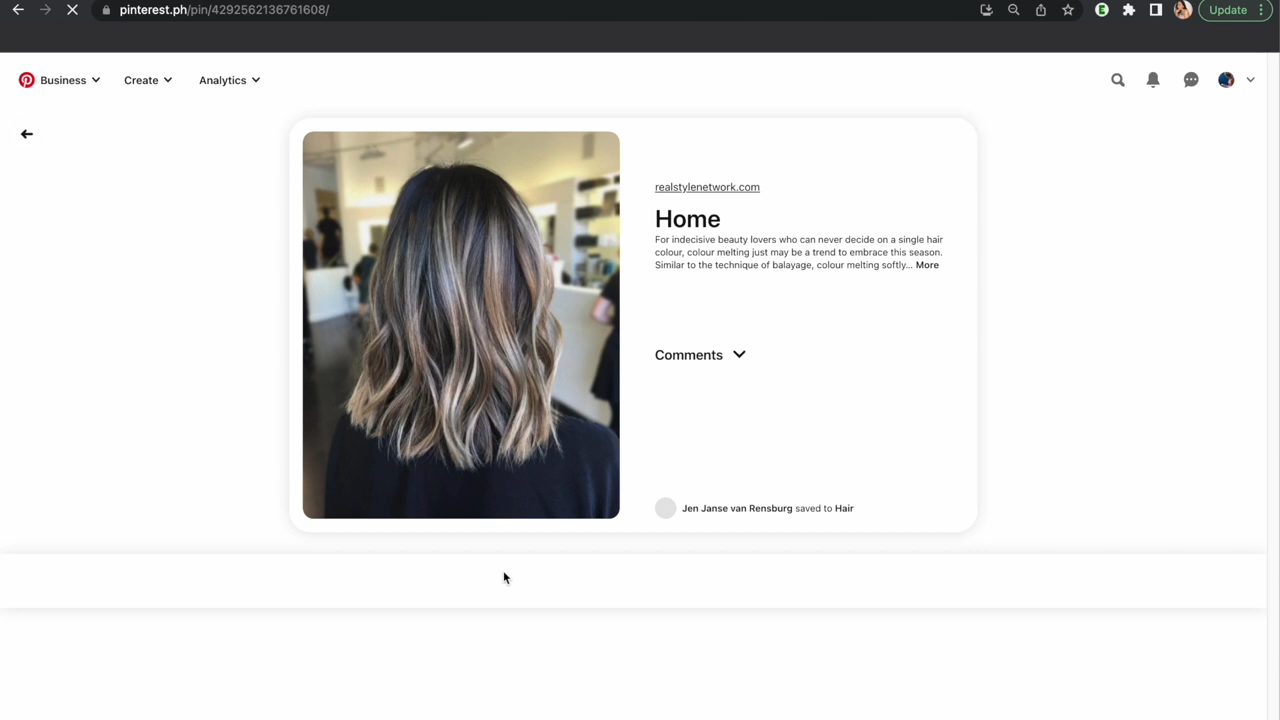 pinterest.ph/pin/4292562136761608/
Update
Business
Create
Analytics
realstylenetwork.com
Home
For indecisive beauty lovers who can never decide on a single hair
colour, colour melting just may be a trend to embrace this season.
Similar to the technique of balayage, colour melting softly... More
Comments
Jen Janse van Rensburg saved to Hair